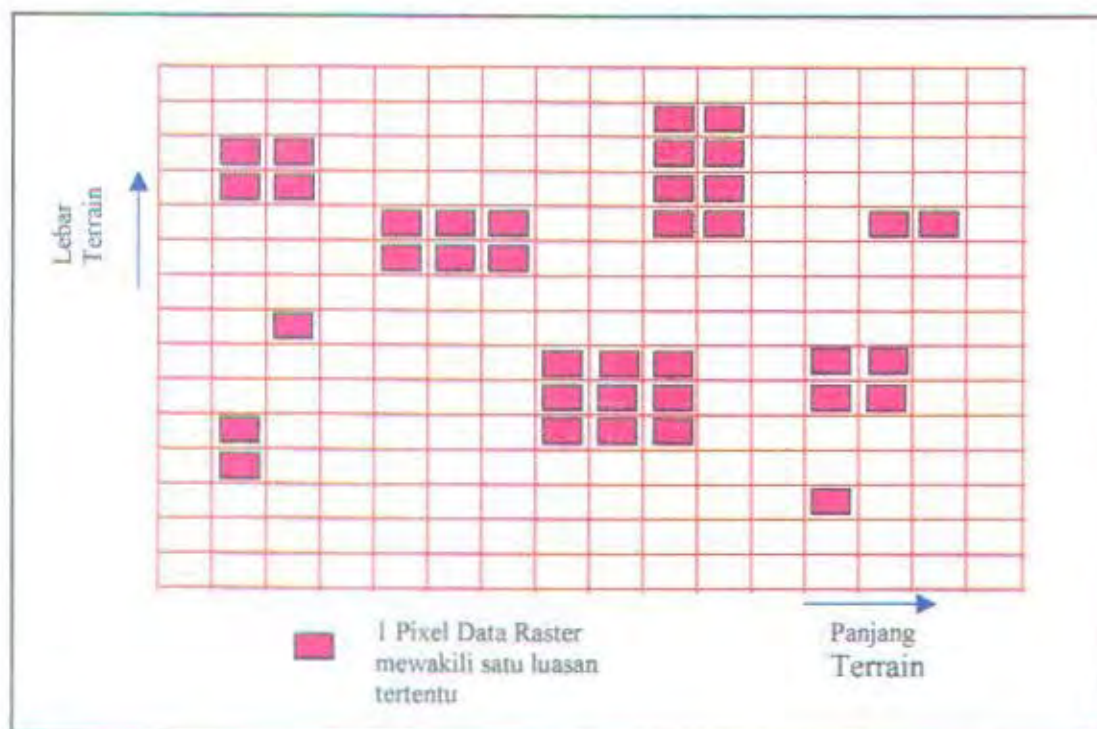 Lebar
Terrain
1 Pixel Data Raster
mewakili satu luasan
tertentu
Panjang
Terrain